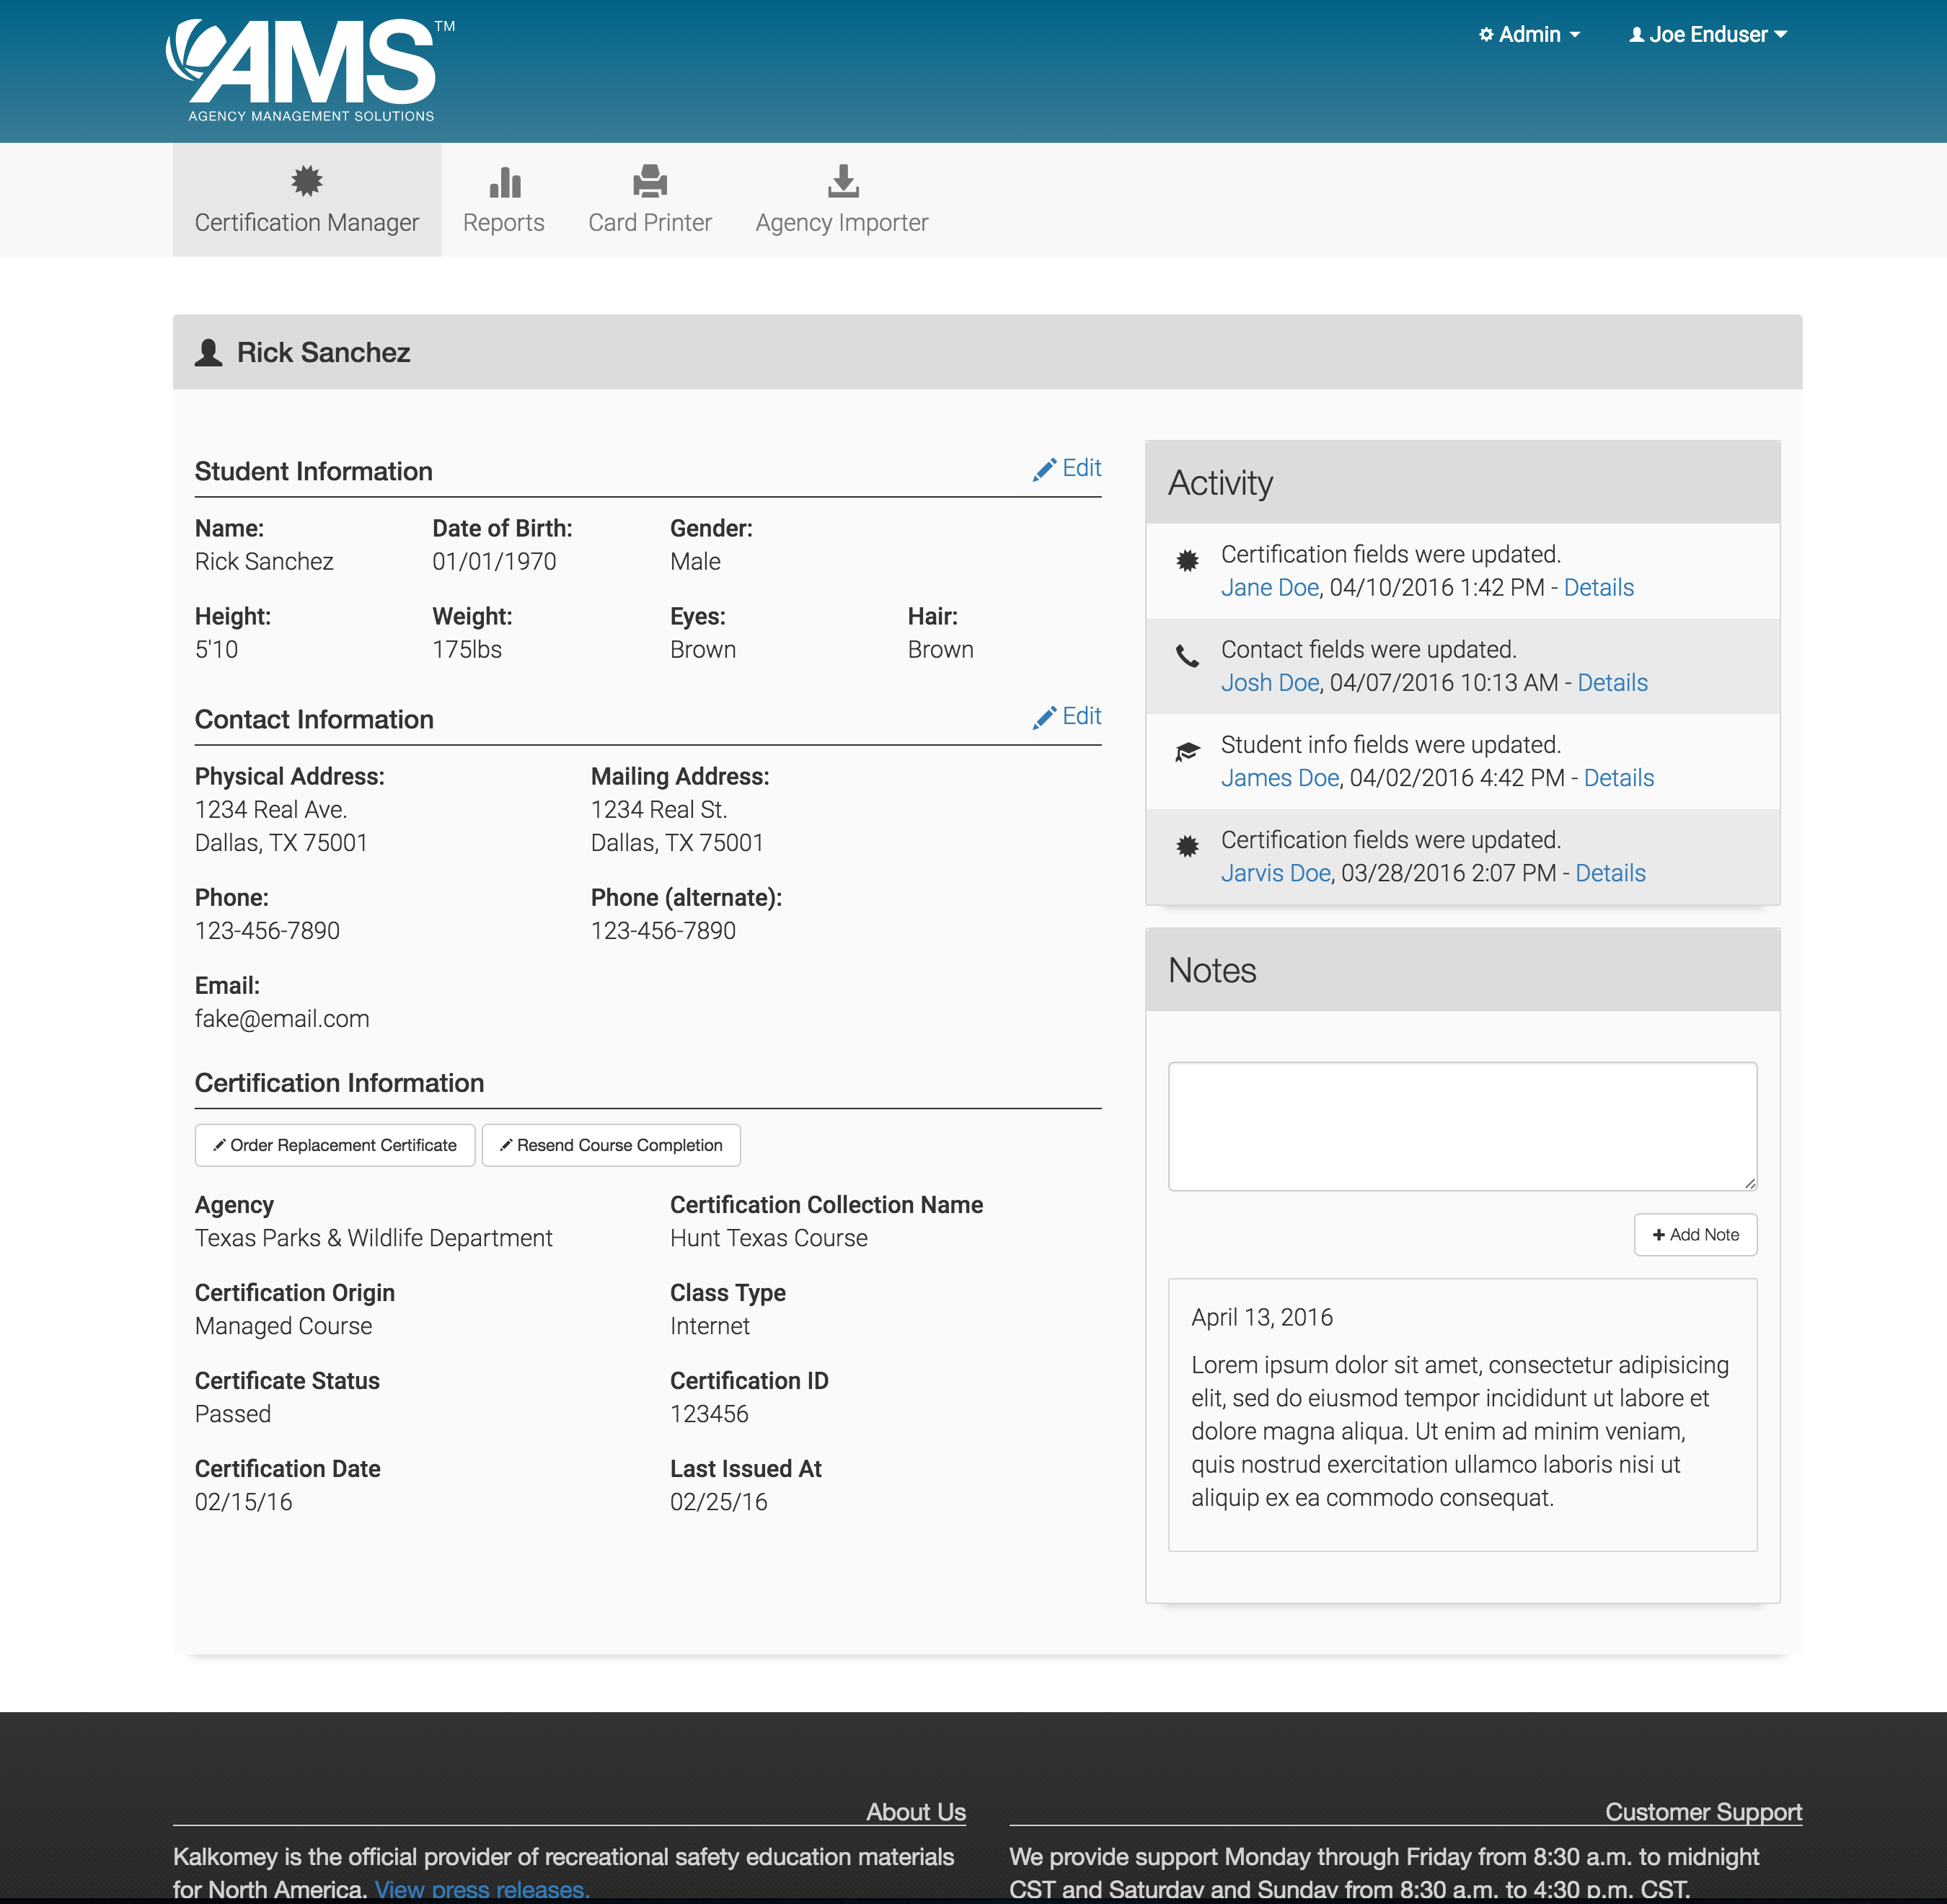 AMS™
AGENCY MANAGEMENT SOLUTIONS
Admin
Joe Enduser
Certification Manager
Reports
Card Printer
Agency Importer
Rick Sanchez
Student Information
Edit
Name:
Rick Sanchez
Date of Birth:
01/01/1970
Gender:
Male
Height:
5'10
Weight:
175lbs
Eyes:
Brown
Hair:
Brown
Contact Information
Edit
Physical Address:
1234 Real Ave.
Dallas, TX 75001
Mailing Address:
1234 Real St.
Dallas, TX 75001
Phone:
123-456-7890
Phone (alternate):
123-456-7890
Email:
fake@email.com
Certification Information
Order Replacement Certificate
Resend Course Completion
Agency
Texas Parks & Wildlife Department
Certification Collection Name
Hunt Texas Course
Certification Origin
Managed Course
Class Type
Internet
Certificate Status
Passed
Certification ID
123456
Certification Date
02/15/16
Last Issued At
02/25/16
Activity
Certification fields were updated.
Jane Doe, 04/10/2016 1:42 PM - Details
Contact fields were updated.
Josh Doe, 04/07/2016 10:13 AM - Details
Student info fields were updated.
James Doe, 04/02/2016 4:42 PM - Details
Certification fields were updated.
Jarvis Doe, 03/28/2016 2:07 PM - Details
Notes
Add Note
April 13, 2016
Lorem ipsum dolor sit amet, consectetur adipisicing
elit, sed do eiusmod tempor incididunt ut labore et
dolore magna aliqua. Ut enim ad minim veniam,
quis nostrud exercitation ullamco laboris nisi ut
aliquip ex ea commodo consequat.
About Us
Kalkomey is the official provider of recreational safety education materials
for North America. View press releases.
Customer Support
We provide support Monday through Friday from 8:30 a.m. to midnight
CST and Saturday and Sunday from 8:30 a.m. to 4:30 p.m. CST.